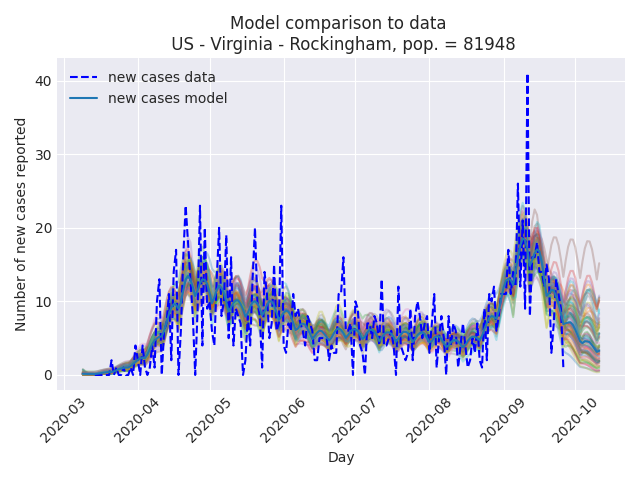 Model comparison to data
US - Virginia - Rockingham, pop. = 81948
new cases data
new cases model
Number of new cases reported
40
30
20
10
0
2020-03
2020-04
2020-05
2020-06
2020-07
2020-08
2020-09
2020-10
Day